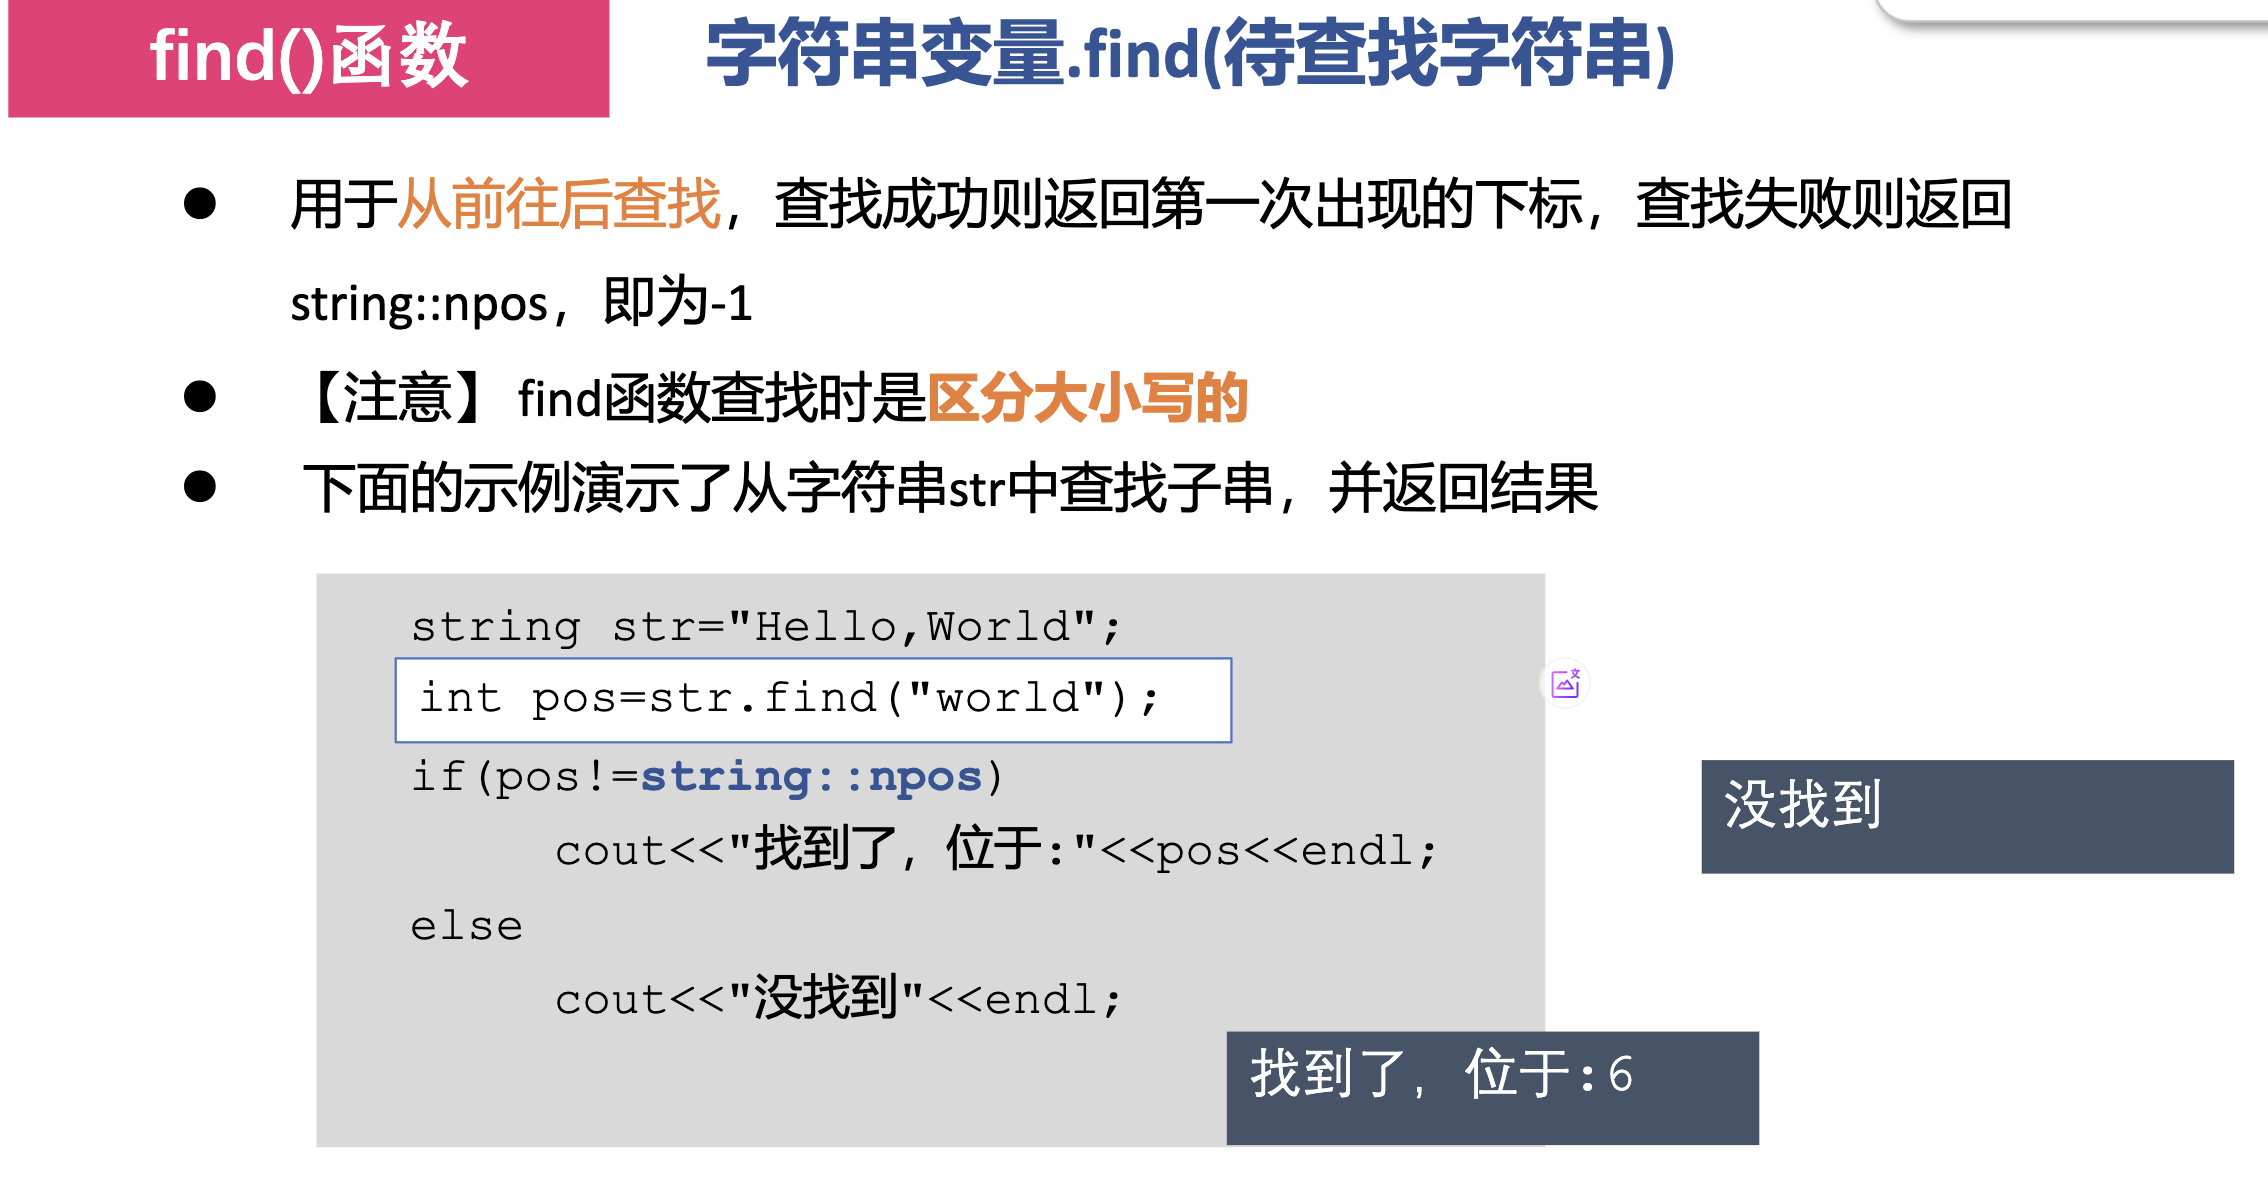 find()函数
字符串变量.find(待查找字符串)
用于从前往后查找，查找成功则返回第一次出现的下标，查找失败则返回
string::npos，即为-1
【注意】find函数查找时是区分大小写的
下面的示例演示了从字符串str中查找子串，并返回结果
string str="Hello,World";
int pos=str.find("world");
if(pos!=string::npos)
cout<<"找到了，位于:"<<pos<<endl;
else
cout<<"没找到"<<endl;
没找到
找到了，位于:6